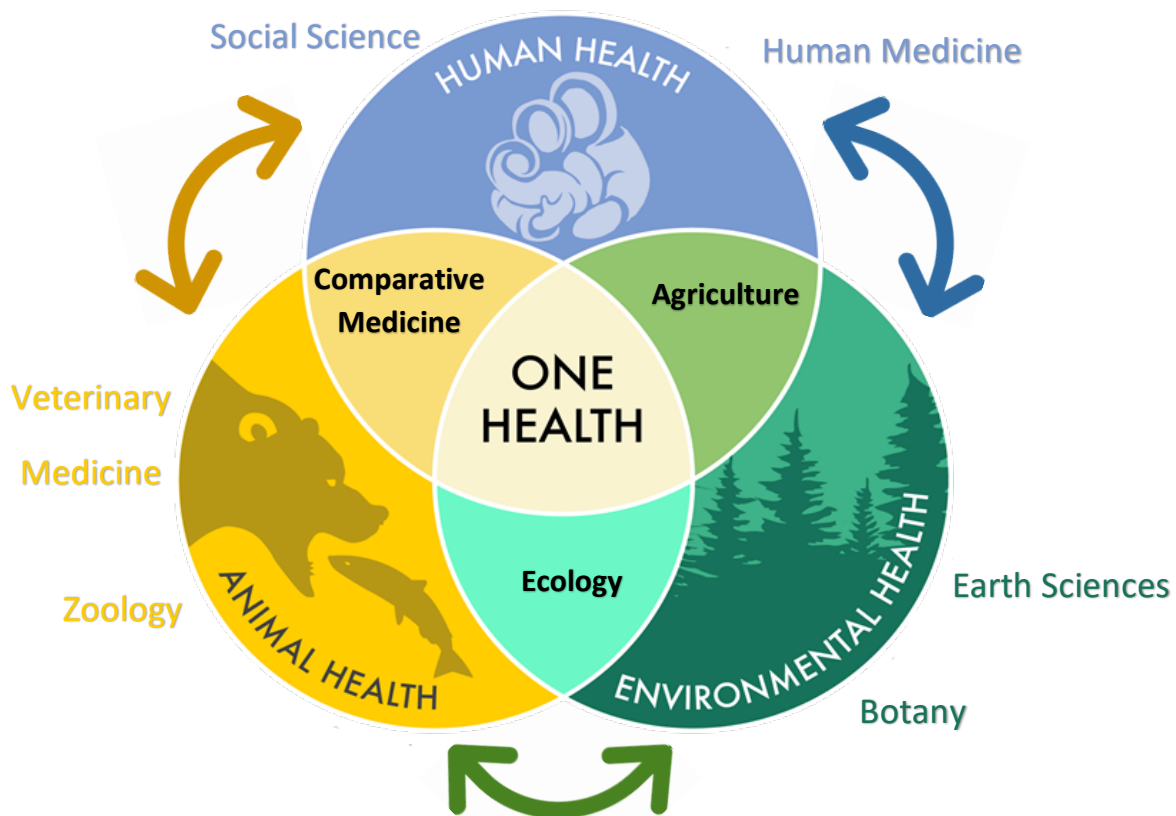 Social Science
HUMAN HEALTH
Human Medicine
Comparative
Medicine
Agriculture
ONE
HEALTH
Veterinary
Medicine
Zoology
ANIMAL HEALTH
Ecology
ENVIRONMENTAL HEALTH
Earth Sciences
Botany